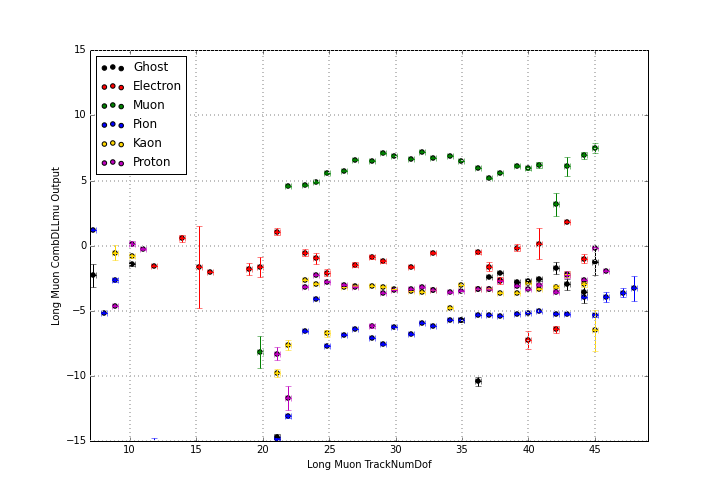 15
10
5
0
−5
−10
−15
Long Muon CombDLLmu Output
Ghost
Electron
Muon
Pion
Kaon
Proton
10
15
20
25
30
35
40
45
Long Muon TrackNumDof